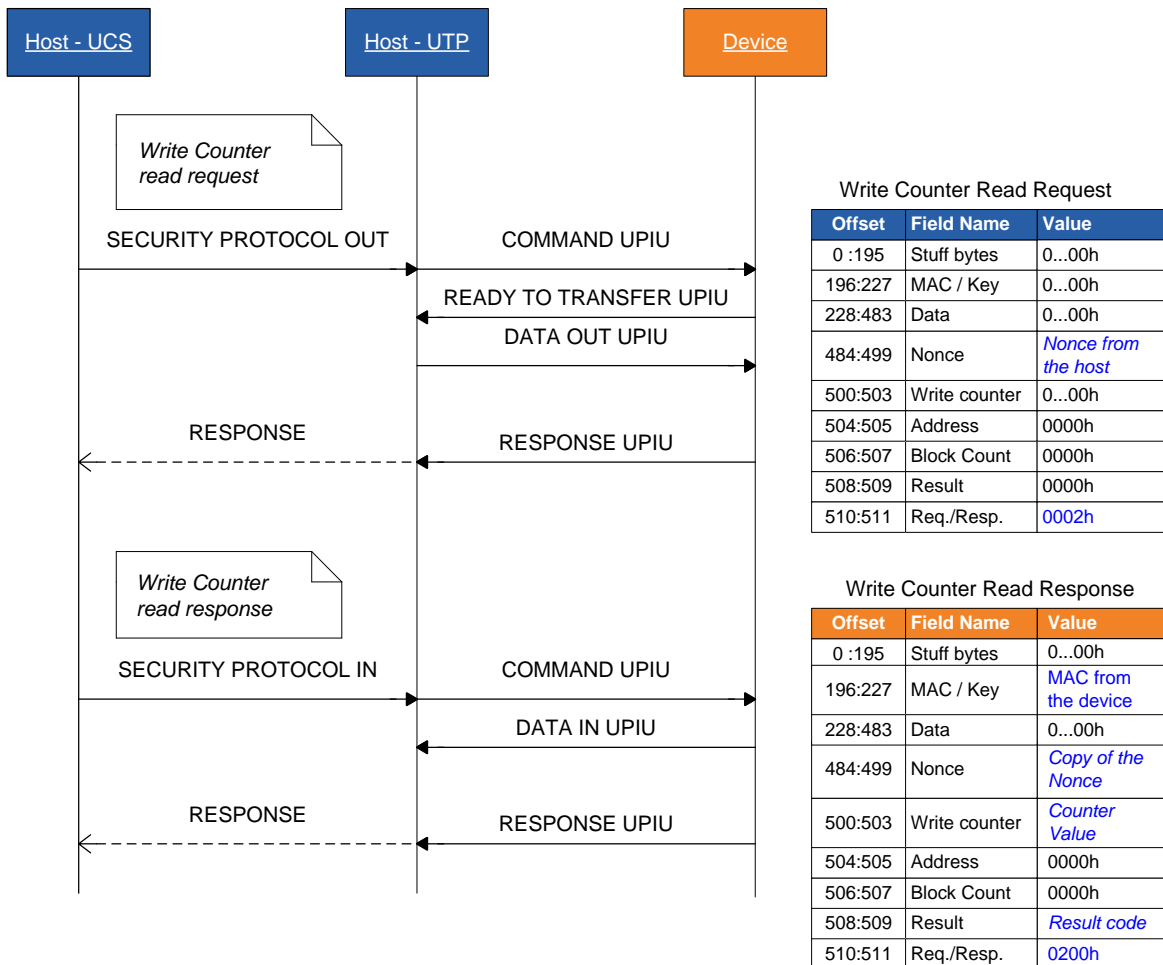 Host - UCS
Host - UTP
Device
Write Counter
read request
SECURITY PROTOCOL OUT
COMMAND UPIU
READY TO TRANSFER UPIU
DATA OUT UPIU
RESPONSE
RESPONSE UPIU
Write Counter
read response
SECURITY PROTOCOL IN
COMMAND UPIU
DATA IN UPIU
RESPONSE
RESPONSE UPIU
Write Counter Read Request
Offset Field Name Value
0 :195 Stuff bytes 0...00h
196:227 MAC / Key 0...00h
228:483 Data 0...00h
484:499 Nonce Nonce from
the host
500:503 Write counter 0...00h
504:505 Address 0000h
506:507 Block Count 0000h
508:509 Result 0000h
510:511 Req./Resp. 0002h
Write Counter Read Response
Offset Field Name Value
0 :195 Stuff bytes 0...00h
196:227 MAC / Key MAC from
the device
228:483 Data 0...00h
484:499 Nonce Copy of the
Nonce
500:503 Write counter Counter
Value
504:505 Address 0000h
506:507 Block Count 0000h
508:509 Result Result code
510:511 Req./Resp. 0200h